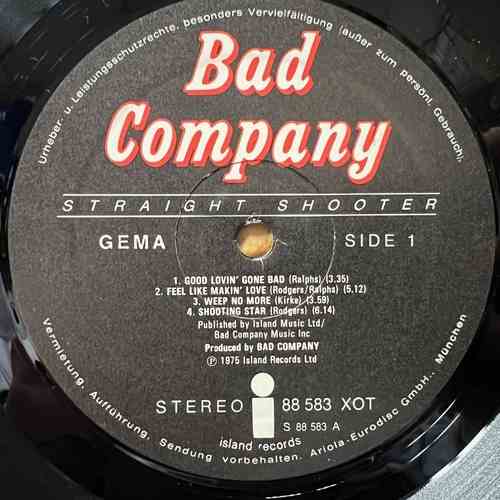 Urheber- u. Leistungsschutzrechte, besonders Vervielfältigung (außer zum persönl. Gebrauch),
Bad
Company
STRAIGHT SHOOTER
GEMA
SIDE 1
1. GOOD LOVIN' GONE BAD (Ralphs) (3.35)
2. FEEL LIKE MAKIN' LOVE (Rodgers/Ralphs) (5.12)
3. WEEP NO MORE (Kirke) (3.59)
4. SHOOTING STAR (Rodgers) (6.14)
Published by Island Music Ltd/
Bad Company Music Inc
Produced by BAD COMPANY
Ⓟ 1975 Island Records Ltd
STEREO
88 583 XOT
S 88 583 A
island records
Vermietung, Aufführung, Sendung vorbehalten. Ariola-Eurodisc GmbH., München